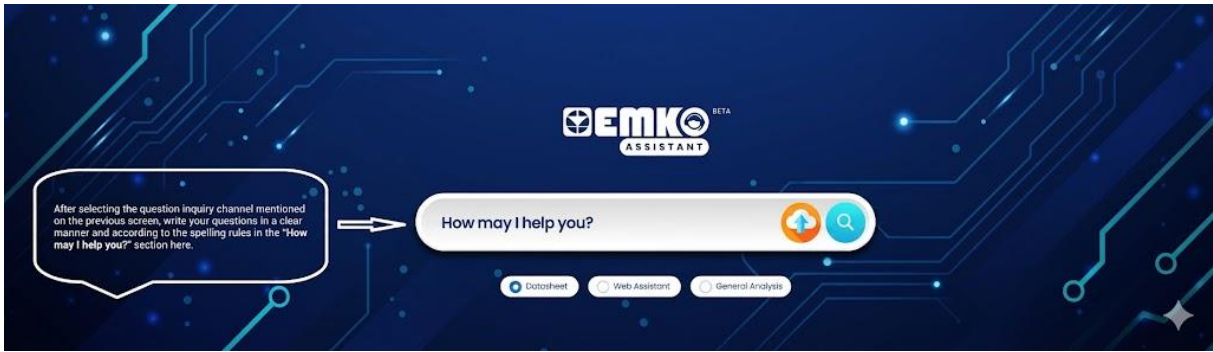 EMKO
BETA
ASSISTANT
After selecting the question inquiry channel mentioned
on the previous screen, write your questions in a clear
manner and according to the spelling rules in the "How
may I help you?" section here.
How may I help you?
Datasheet
Web Assistant
General Analysis